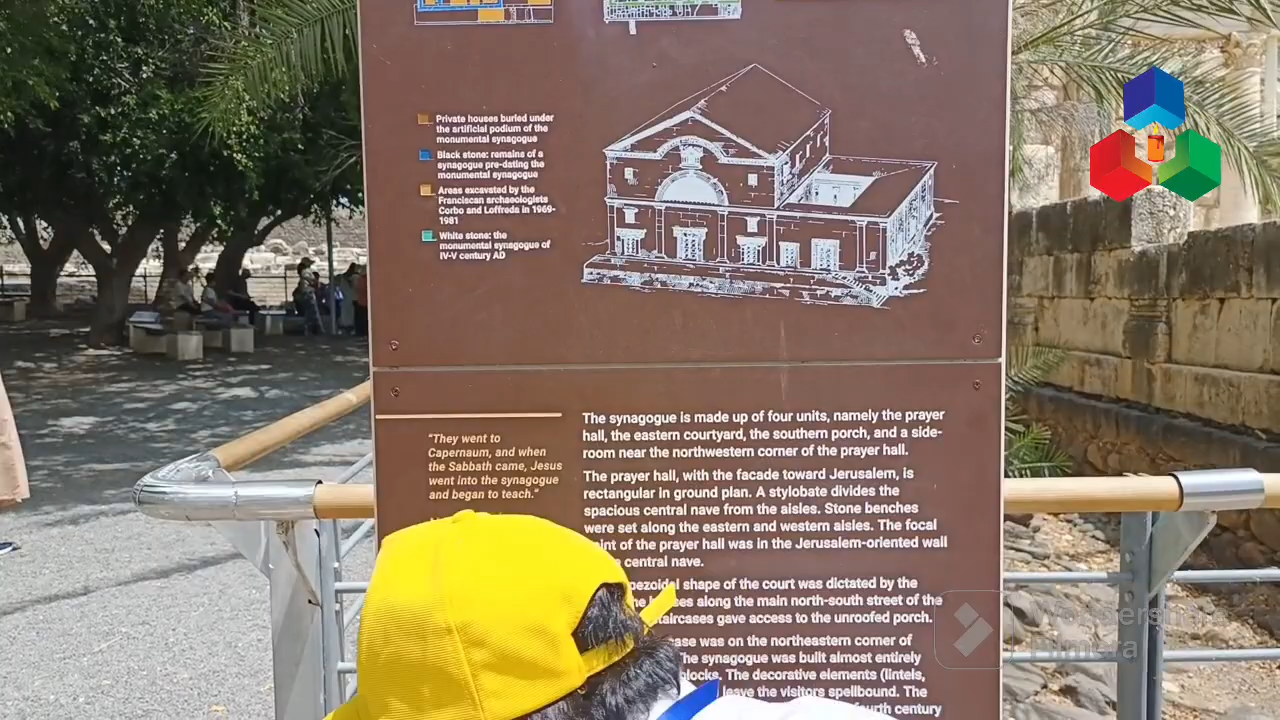 Private houses buried under
the artificial podium of the
monumental synagogue
Black stone: remains of a
synagogue pre-dating the
monumental synagogue
Areas excavated by the
Franciscan archaeologists
Corbo and Loffreda in 1969-
1981
White stone: the
monumental synagogue of
IV-V century AD
"They went to
Capernaum, and when
the Sabbath came, Jesus
went into the synagogue
and began to teach."
The synagogue is made up of four units, namely the prayer
hall, the eastern courtyard, the southern porch, and a side-
room near the northwestern corner of the prayer hall.
The prayer hall, with the facade toward Jerusalem, is
rectangular in ground plan. A stylobate divides the
spacious central nave from the aisles. Stone benches
were set along the eastern and western aisles. The focal
of the prayer hall was in the Jerusalem-oriented wall
central nave.
shape of the court was dictated by the
along the main north-south street of the
gave access to the unroofed porch.
was on the northeastern corner of
The synagogue was built almost entirely
blocks. The decorative elements (lintels,
leave the visitors spellbound. The
fourth century
Wondershare
Filmora